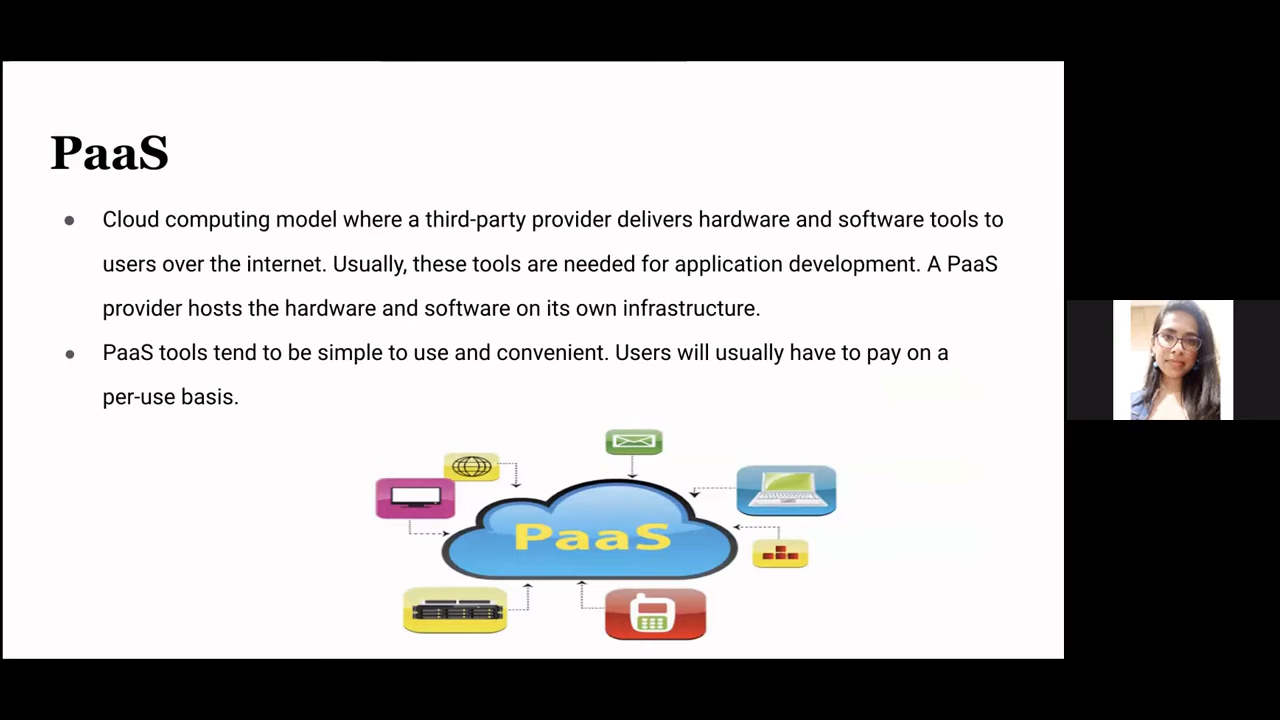 PaaS
● Cloud computing model where a third-party provider delivers hardware and software tools to
users over the internet. Usually, these tools are needed for application development. A PaaS
provider hosts the hardware and software on its own infrastructure.
● PaaS tools tend to be simple to use and convenient. Users will usually have to pay on a
per-use basis.
PaaS